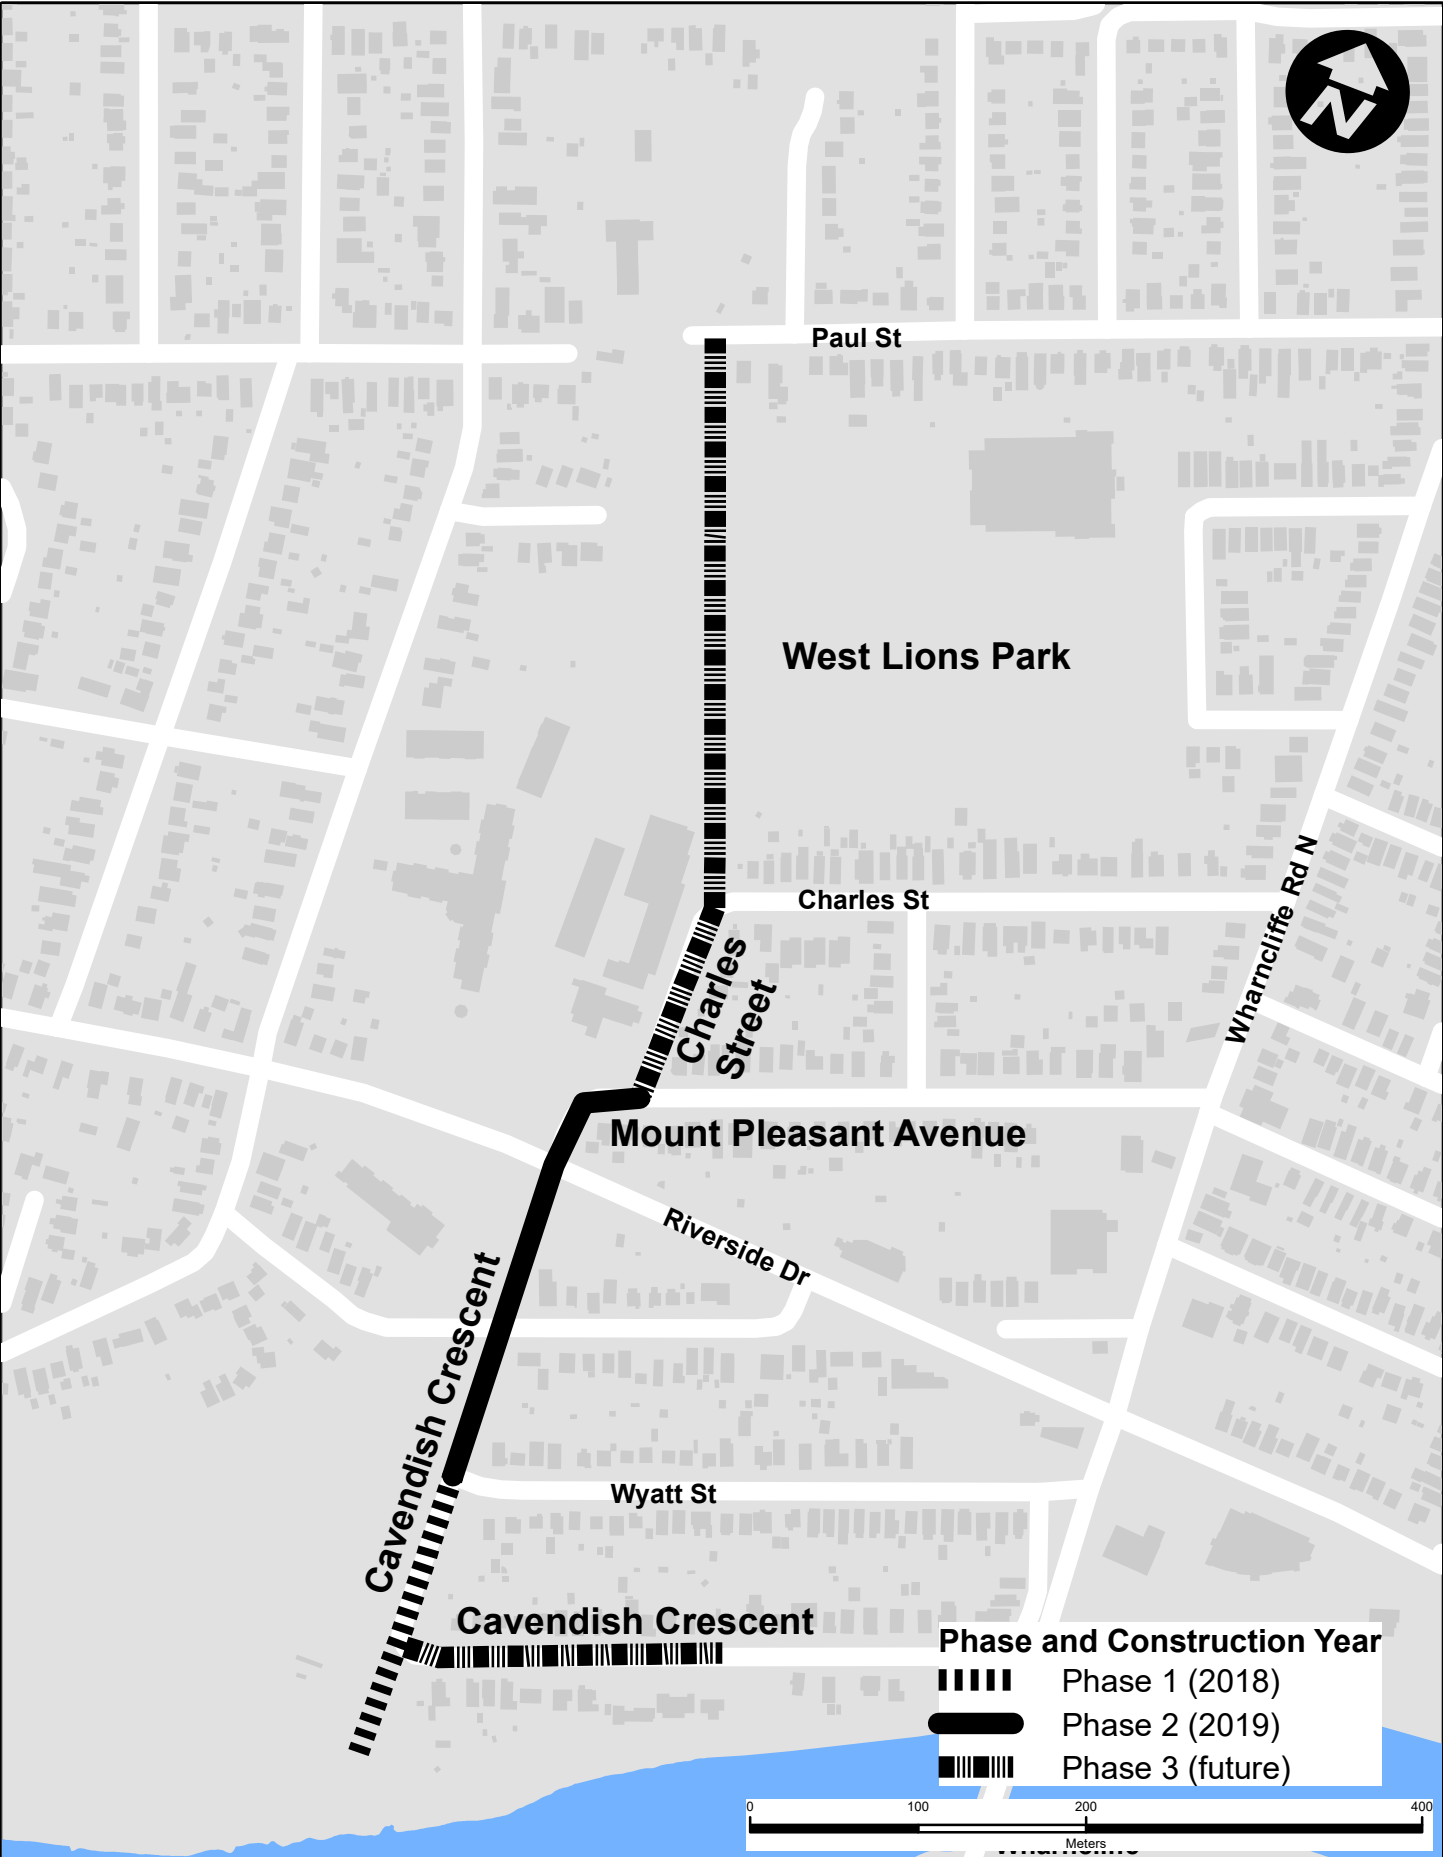 N
Paul St
West Lions Park
Charles St
Wharncliffe Rd N
Charles
Street
Mount Pleasant Avenue
Riverside Dr
Cavendish Crescent
Wyatt St
Cavendish Crescent
Phase and Construction Year
Phase 1 (2018)
Phase 2 (2019)
Phase 3 (future)
0 100 200 400
Meters